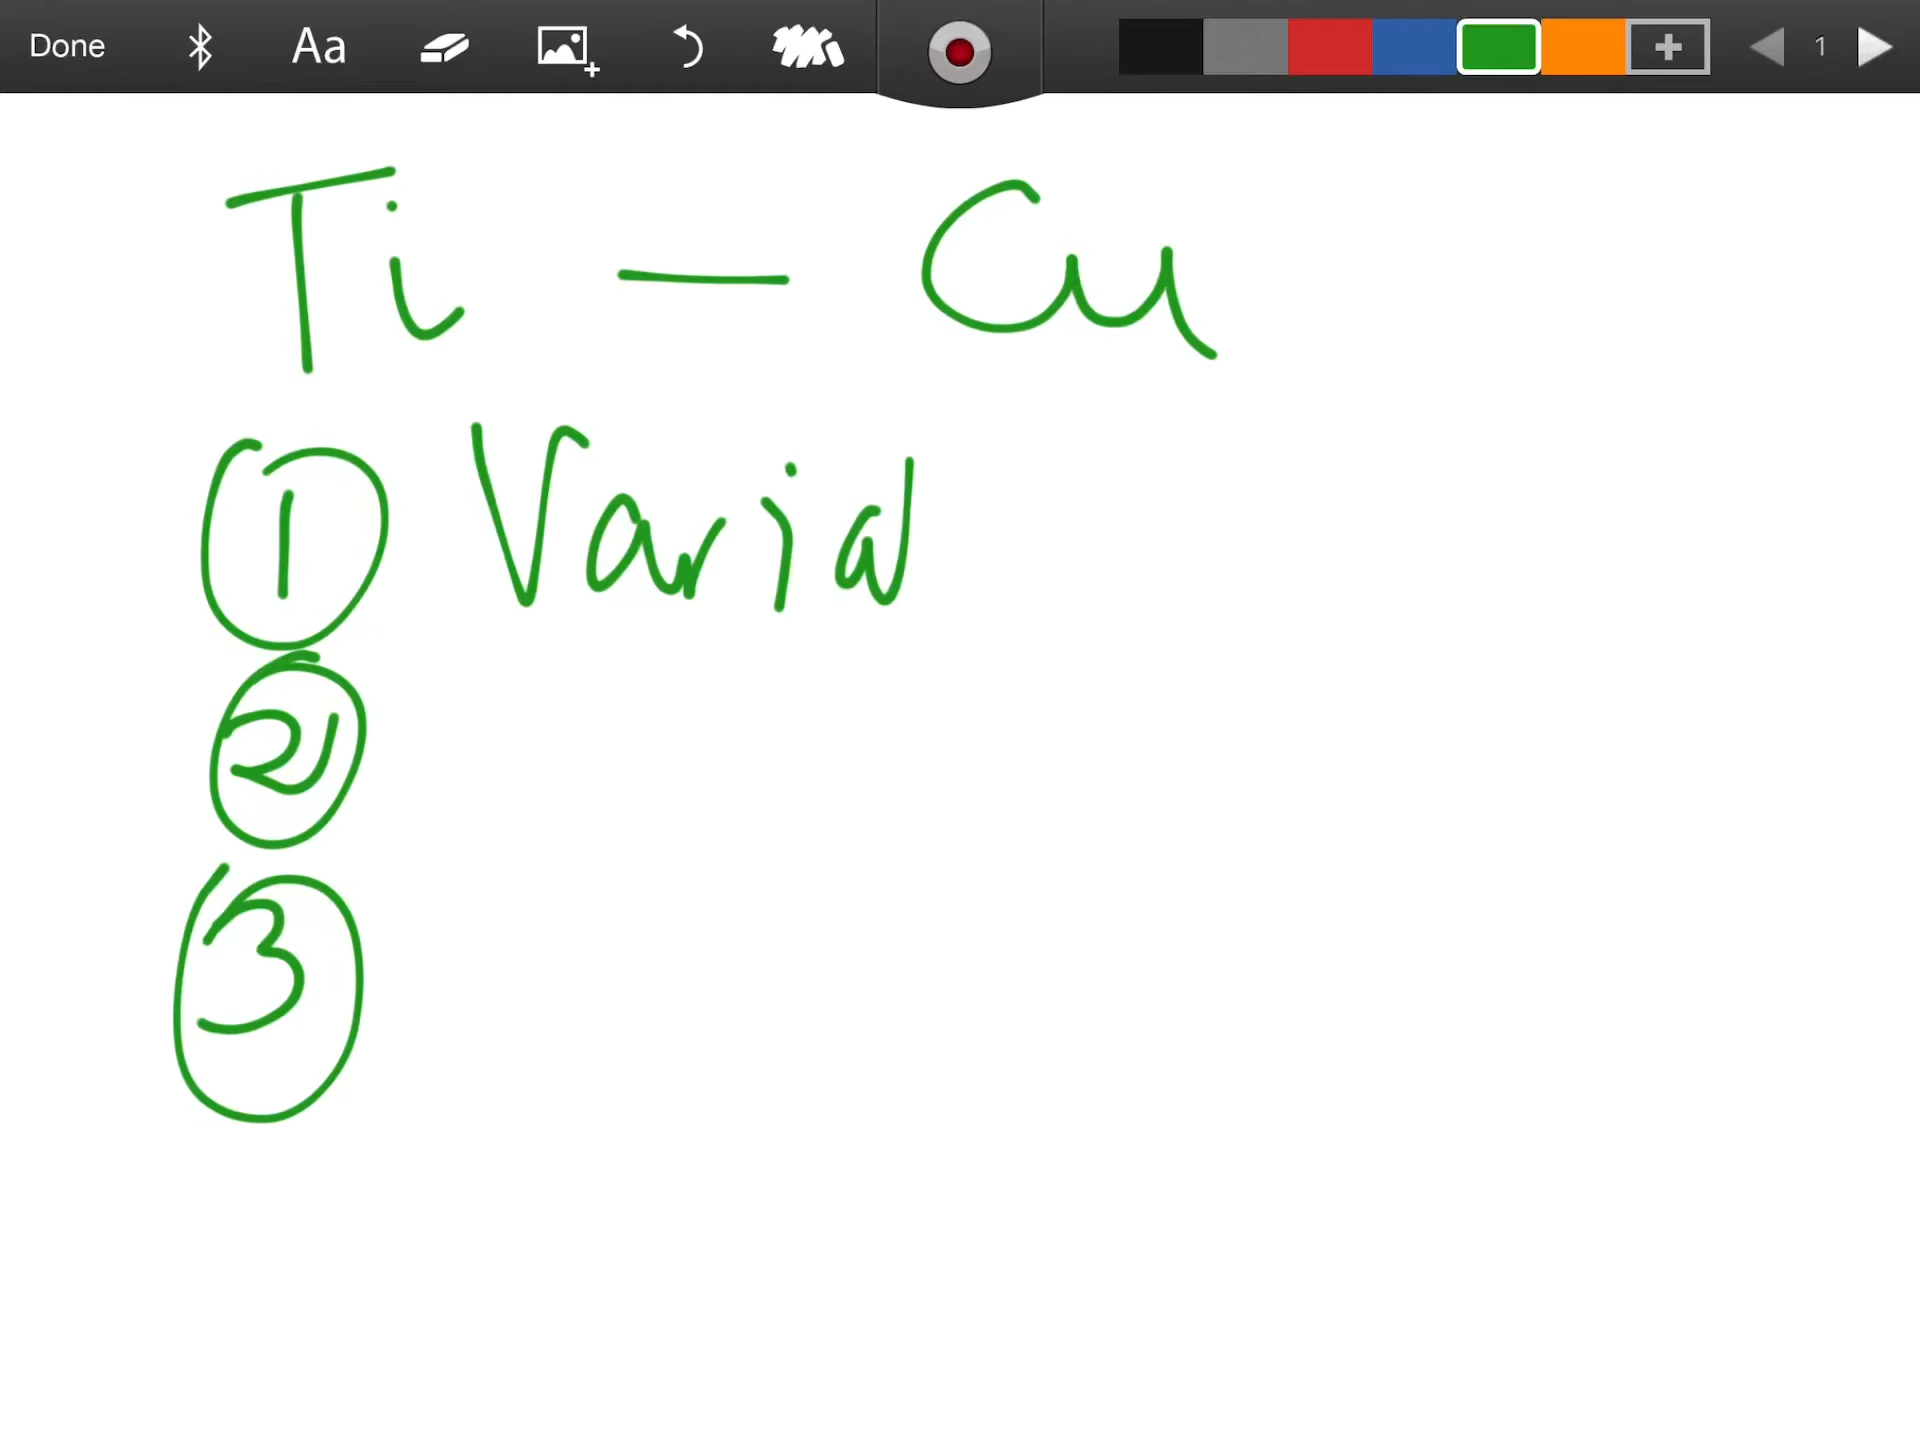 Done Aa 1
Ti — Cu
① Varia
②
③